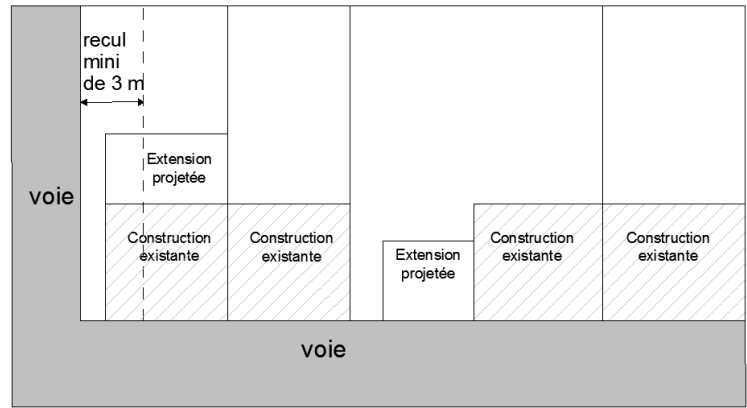 recul
mini
de 3 m
Extension
projetée
voie
Construction
existante
Construction
existante
Extension
projetée
Construction
existante
Construction
existante
voie